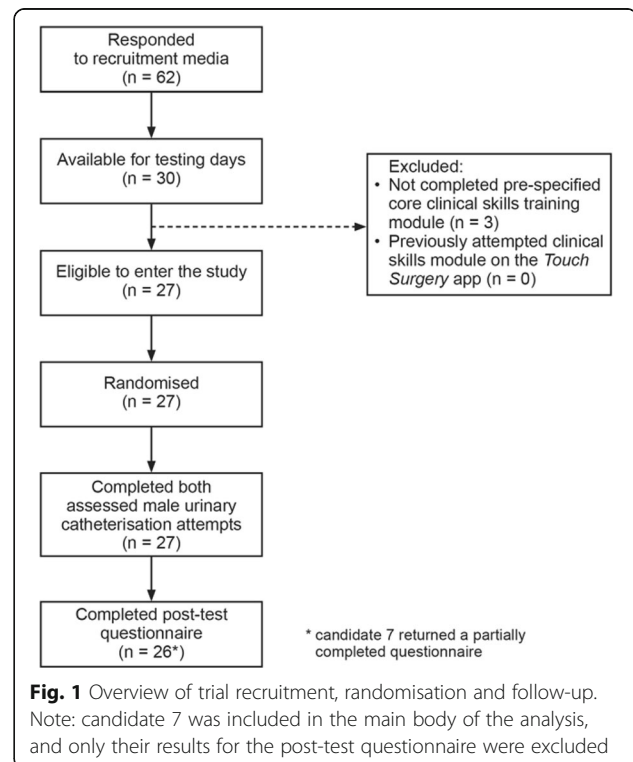 Responded
to recruitment media
(n = 62)
Available for testing days
(n = 30)
Excluded:
• Not completed pre-specified
core clinical skills training
module (n = 3)
• Previously attempted clinical
skills module on the Touch
Surgery app (n = 0)
Eligible to enter the study
(n = 27)
Randomised
(n = 27)
Completed both
assessed male urinary
catheterisation attempts
(n = 27)
Completed post-test
questionnaire
(n = 26*)
* candidate 7 returned a partially
completed questionnaire
Fig. 1 Overview of trial recruitment, randomisation and follow-up.
Note: candidate 7 was included in the main body of the analysis,
and only their results for the post-test questionnaire were excluded